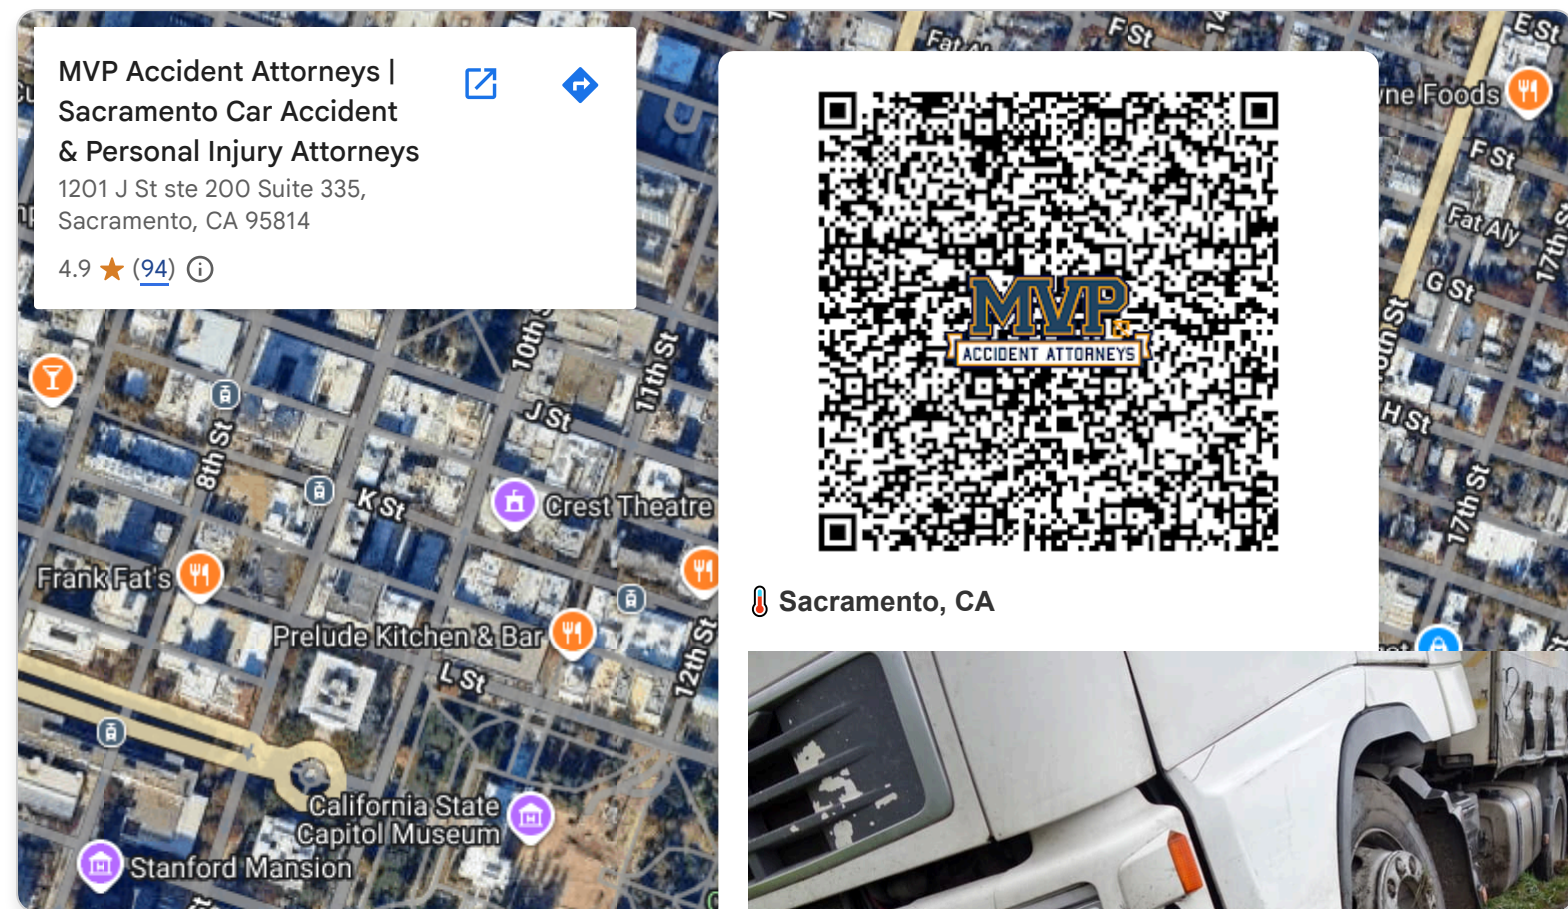 MVP Accident Attorneys |
Sacramento Car Accident
& Personal Injury Attorneys
1201 J St ste 200 Suite 335,
Sacramento, CA 95814
4.9 ★ (94)
MVP
ACCIDENT ATTORNEYS
Sacramento, CA
F St
E St
yne Foods
F St
Fat Aly
17th S
G St
H St
17th St
10th S
11th St
J St
8th St
K St
Crest Theatre
Frank Fat's
Prelude Kitchen & Bar
L St
12th St
California State
Capitol Museum
Stanford Mansion